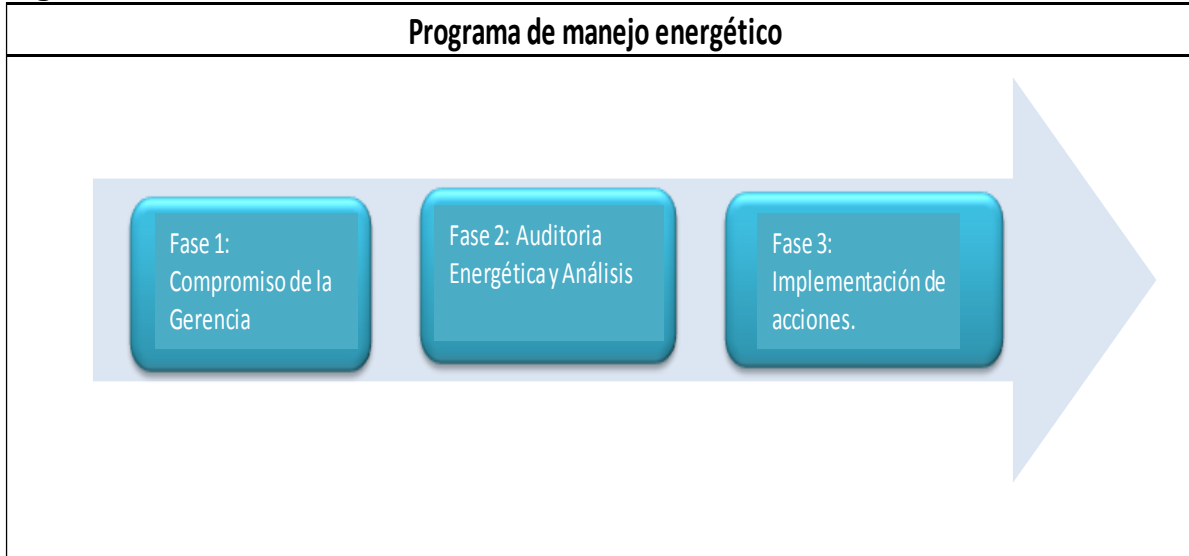 Programa de manejo energético
Fase 1:
Compromiso de la
Gerencia
Fase 2: Auditoria
Energética y Análisis
Fase 3:
Implementación de
acciones.